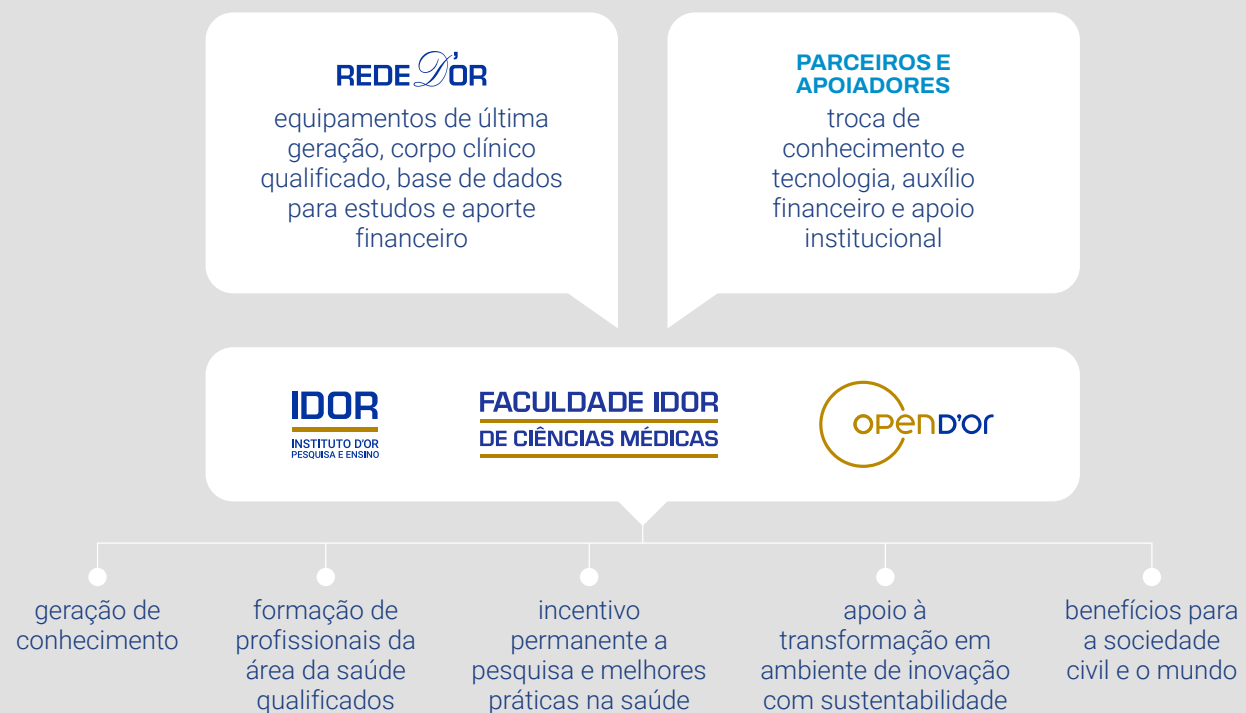 REDE D'OR
equipamentos de última
geração, corpo clínico
qualificado, base de dados
para estudos e aporte
financeiro
PARCEIROS E
APOIADORES
troca de
conhecimento e
tecnologia, auxílio
financeiro e apoio
institucional
IDOR
INSTITUTO D'OR
PESQUISA E ENSINO
FACULDADE IDOR
DE CIÊNCIAS MÉDICAS
OPEND'Or
geração de
conhecimento
formação de
profissionais da
área da saúde
qualificados
incentivo
permanente a
pesquisa e melhores
práticas na saúde
apoio à
transformação em
ambiente de inovação
com sustentabilidade
benefícios para
a sociedade
civil e o mundo